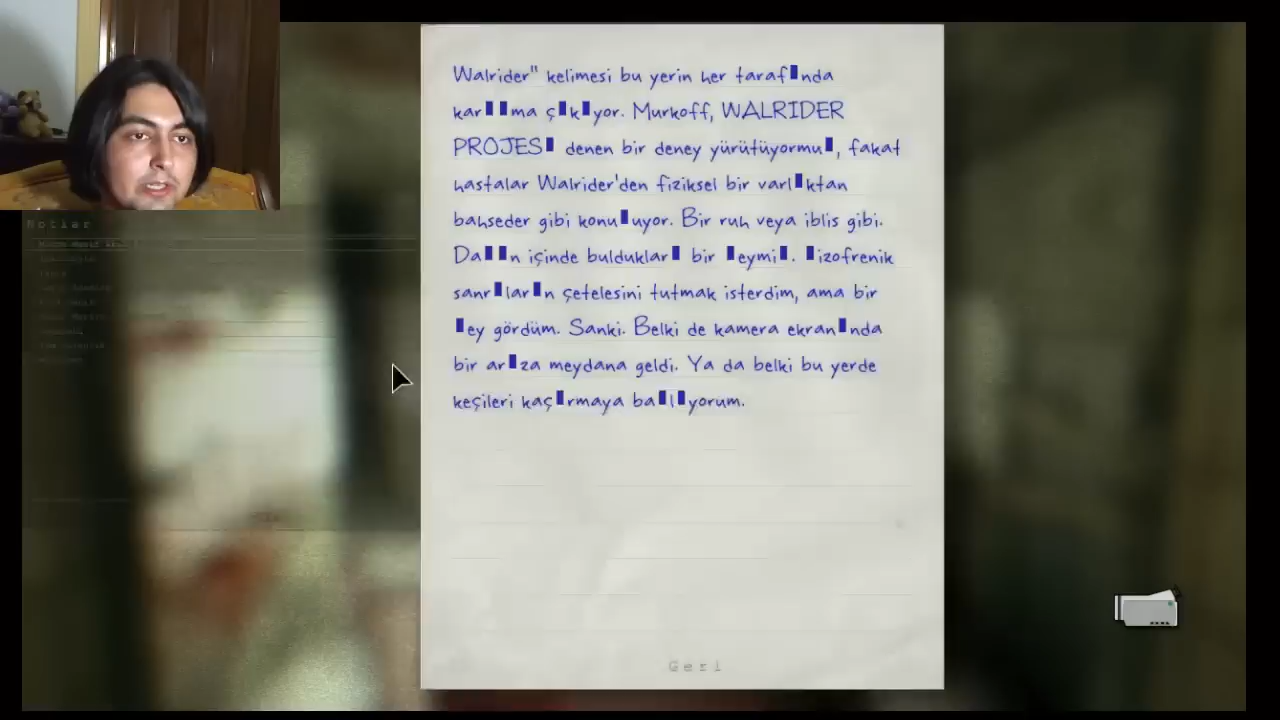 Walrider" kelimesi bu yerin her taraf▮nda
kar▮▮ma ç▮k▮yor. Murkoff, WALRIDER
PROJES▮ denen bir deney yürütüyormu▮, fakat
hastalar Walrider'den fiziksel bir varl▮ktan
bahseder gibi konu▮uyor. Bir ruh veya iblis gibi.
Da▮▮n içinde bulduklar▮ bir ▮eymi▮. ▮izofrenik
sanr▮lar▮n çetelesini tutmak isterdim, ama bir
▮ey gördüm. Sanki. Belki de kamera ekran▮nda
bir ar▮za meydana geldi. Ya da belki bu yerde
keçileri kaç▮rmaya ba▮l▮yorum.
Notlar
Geri